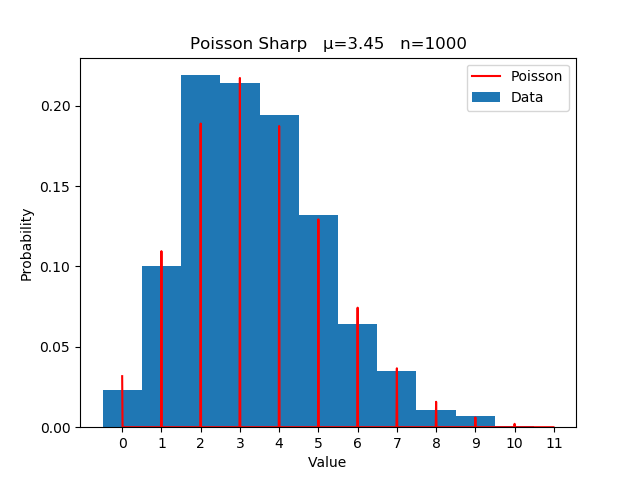 Poisson Sharp   μ=3.45   n=1000
Poisson
Data
0.20
0.15
0.10
0.05
0.00
Probability
0 1 2 3 4 5 6 7 8 9 10 11
Value